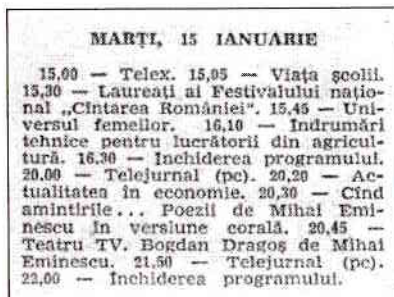 MARȚI, 15 IANUARIE
15,00 — Telex. 15,05 — Viața
școlii.
15,30 — Laureați ai Festivalului națio-
nal „Cîntarea României". 15,45 — Uni-
versul femeilor. 16,10 — Indrumări
tehnice pentru lucrătorii din agricul-
tură. 16.30 — Inchiderea programului.
20.00 — Telejurnal (pc). 20,20 — Ac-
tualitatea în economie. 20,30 — Cînd
amintirile... Poezii de Mihai Emi-
nescu în versiune corală. 20,45 —
Teatru TV. Bogdan Dragoș de Mihai
Eminescu. 21,50 — Telejurnal (pc).
22,00 — Închiderea programului.